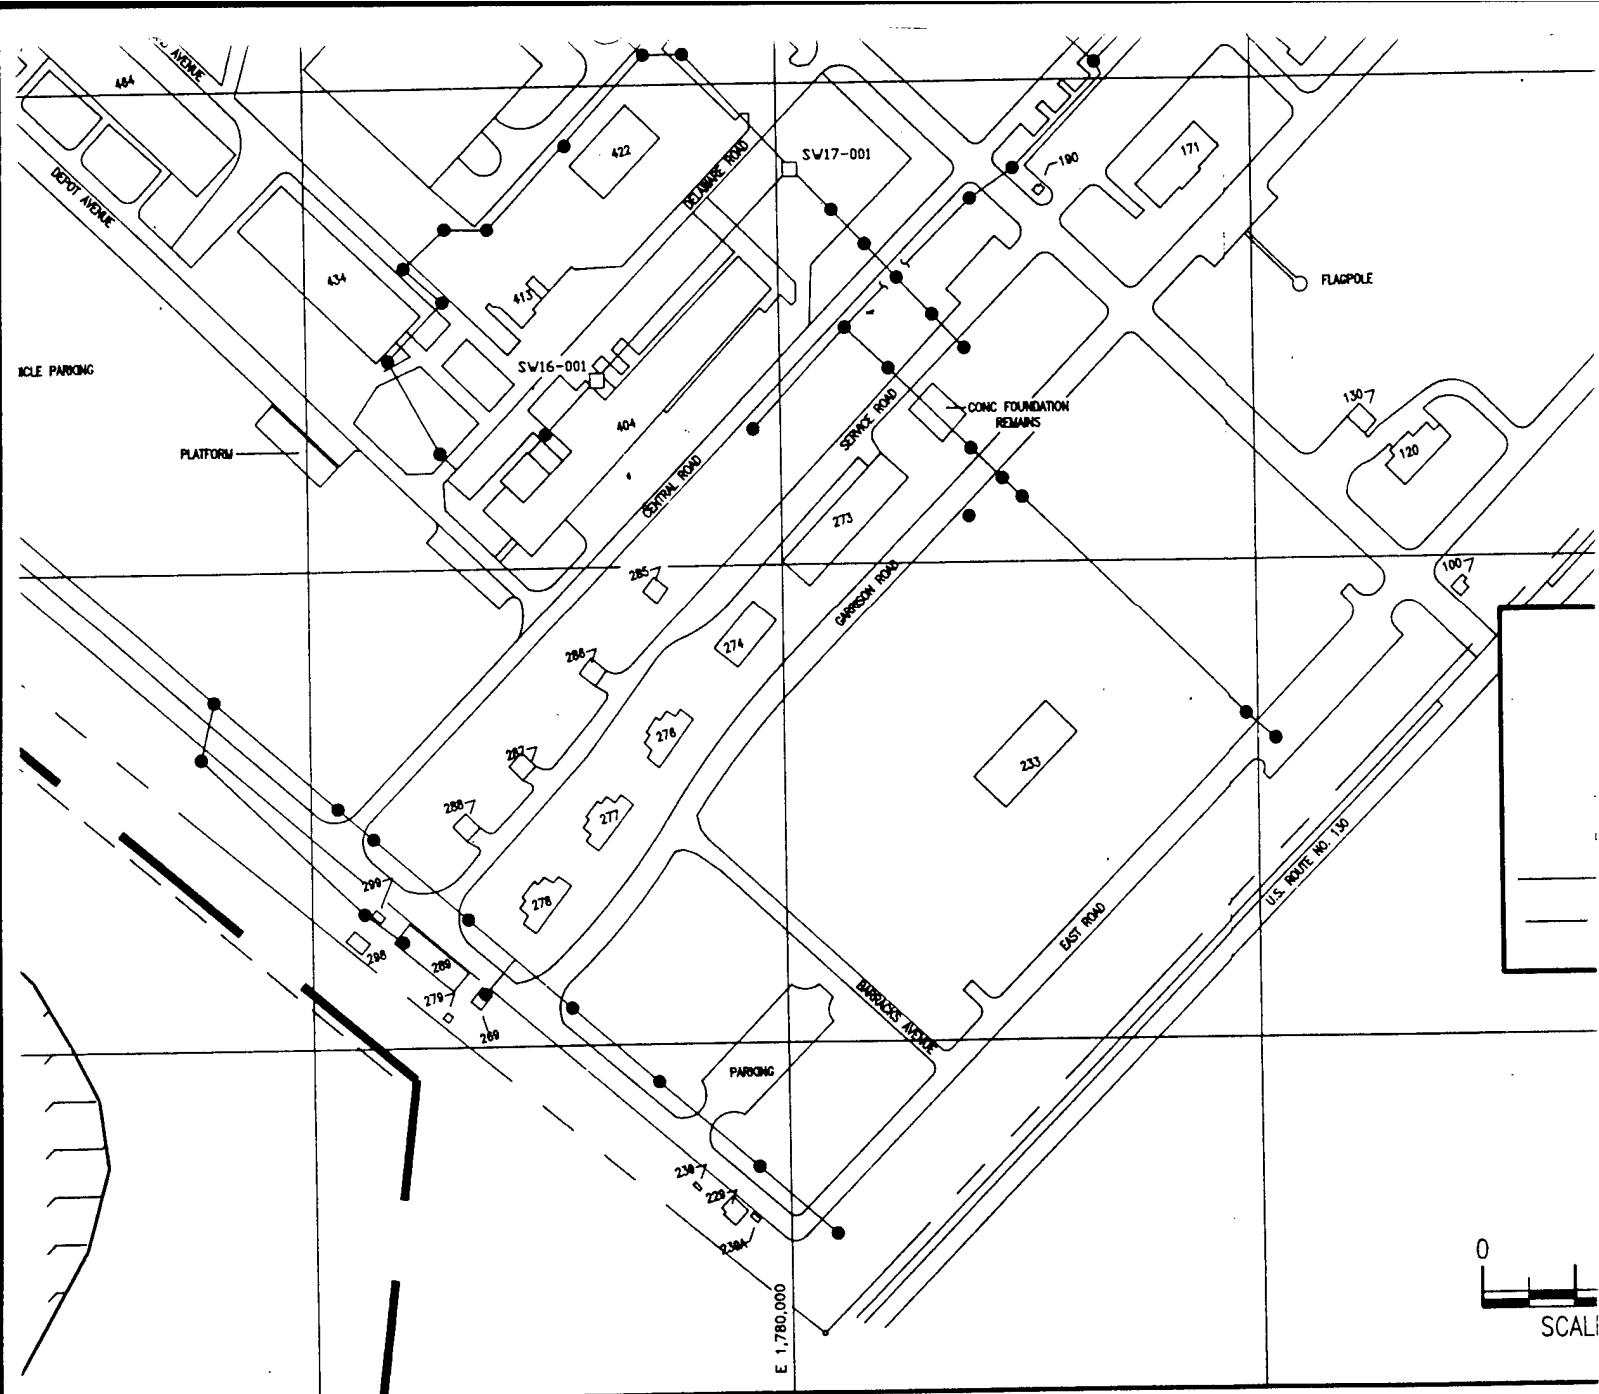 AVENUE
484
DEPOT AVENUE
422
DELAWARE ROAD
SW17-001
190
171
434
413
FLAGPOLE
ICLE PARKING
SW16-001
404
PLATFORM
CENTRAL ROAD
SERVICE ROAD
CONC FOUNDATION
REMAINS
130
120
273
GARRISON ROAD
100
285
274
286
276
287
233
288
277
U.S. ROUTE NO. 130
299
278
298
289
EAST ROAD
279
269
BARRACKS AVENUE
PARKING
230
229
230A
E 1,780,000
0
SCAL